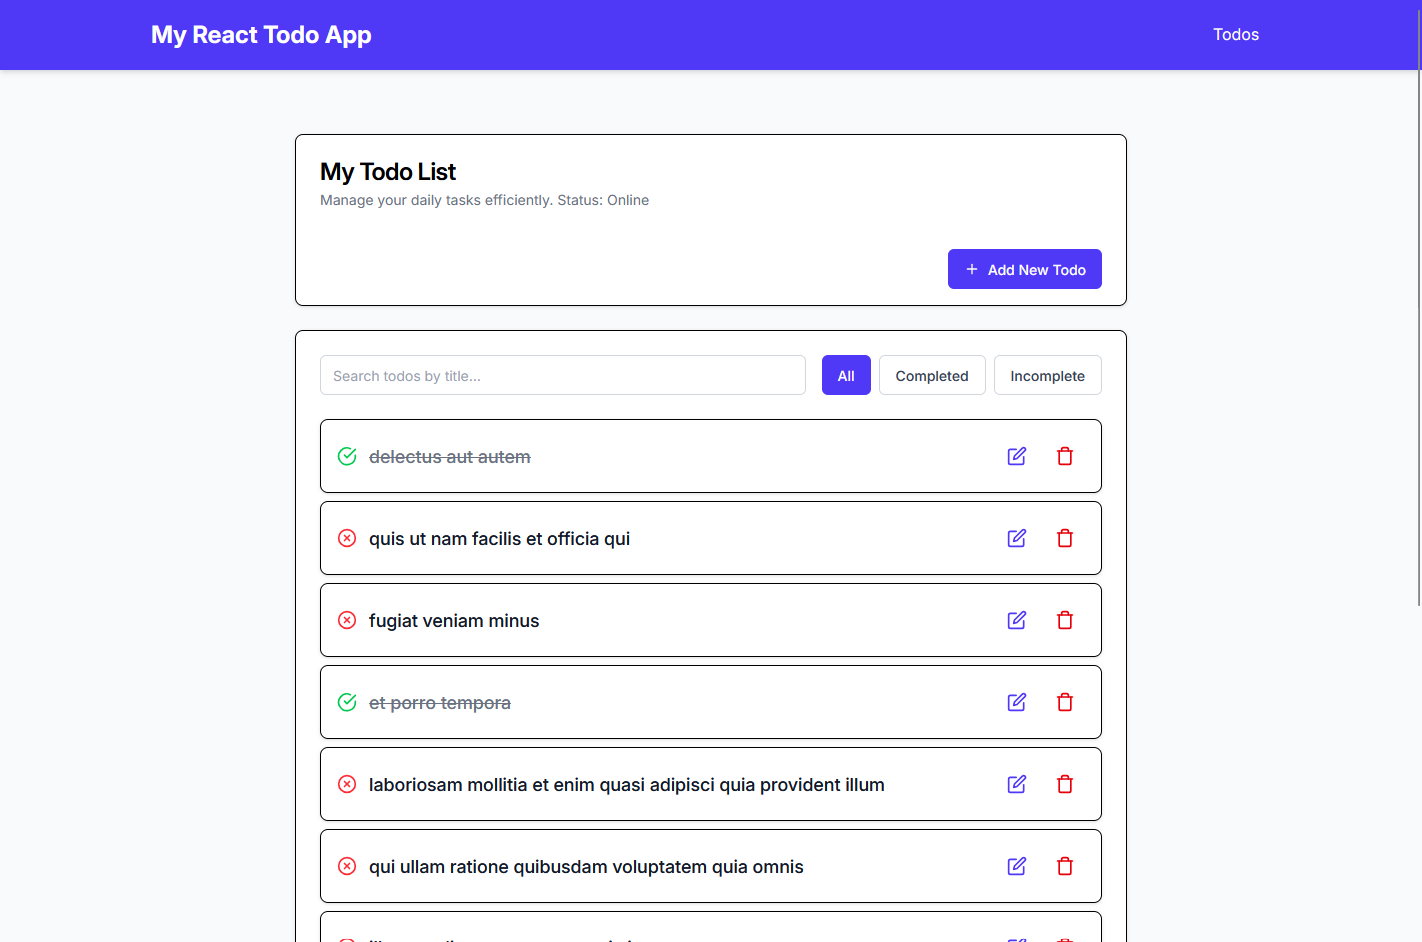 My React Todo App
Todos
My Todo List
Manage your daily tasks efficiently. Status: Online
Add New Todo
Search todos by title...
All
Completed
Incomplete
delectus aut autem
quis ut nam facilis et officia qui
fugiat veniam minus
et porro tempora
laboriosam mollitia et enim quasi adipisci quia provident illum
qui ullam ratione quibusdam voluptatem quia omnis